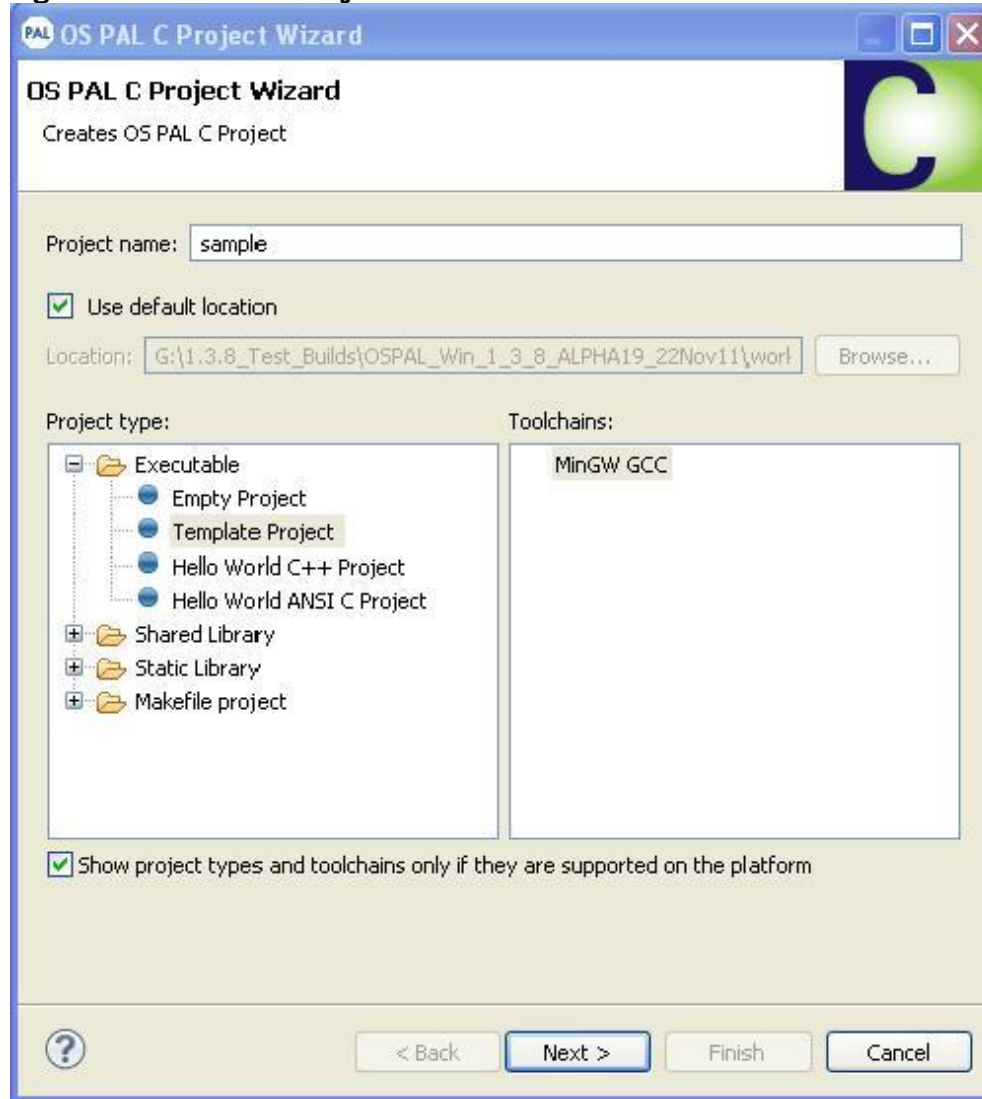 PAL OS PAL C Project Wizard
OS PAL C Project Wizard
Creates OS PAL C Project
C
Project name: sample
Use default location
Location: G:\1.3.8_Test_Builds\OSPAL_Win_1_3_8_ALPHA19_22Nov11\work Browse...
Project type: Toolchains:
Executable MinGW GCC
Empty Project
Template Project
Hello World C++ Project
Hello World ANSI C Project
Shared Library
Static Library
Makefile project
Show project types and toolchains only if they are supported on the platform
? < Back Next > Finish Cancel